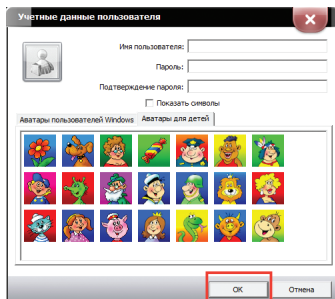 Учетные данные пользователя
Имя пользователя:
Пароль:
Подтверждение пароля:
Показать символы
Аватары пользователей Windows Аватары для детей
OK Отмена